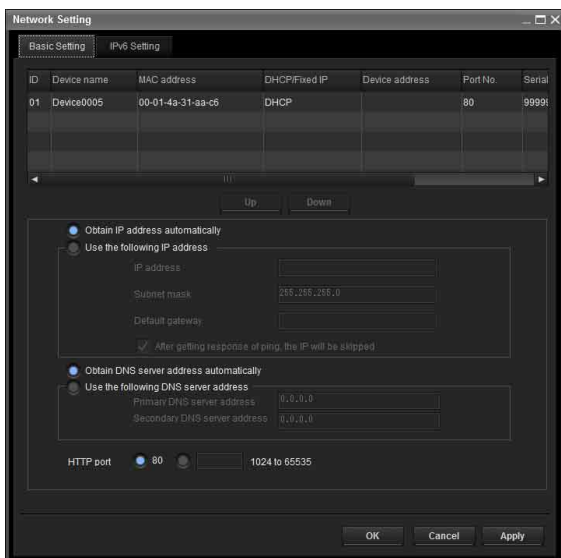 Network Setting
Basic Setting IPv6 Setting
ID Device name MAC address DHCP/Fixed IP Device address Port No. Serial
01 Device0005 00-01-4a-31-aa-c6 DHCP 80 9999
Up Down
Obtain IP address automatically
Use the following IP address
IP address
Subnet mask 255.255.255.0
Default gateway
After getting response of ping, the IP will be skipped
Obtain DNS server address automatically
Use the following DNS server address
Primary DNS server address 0.0.0.0
Secondary DNS server address 0.0.0.0
HTTP port 80 1024 to 65535
OK Cancel Apply